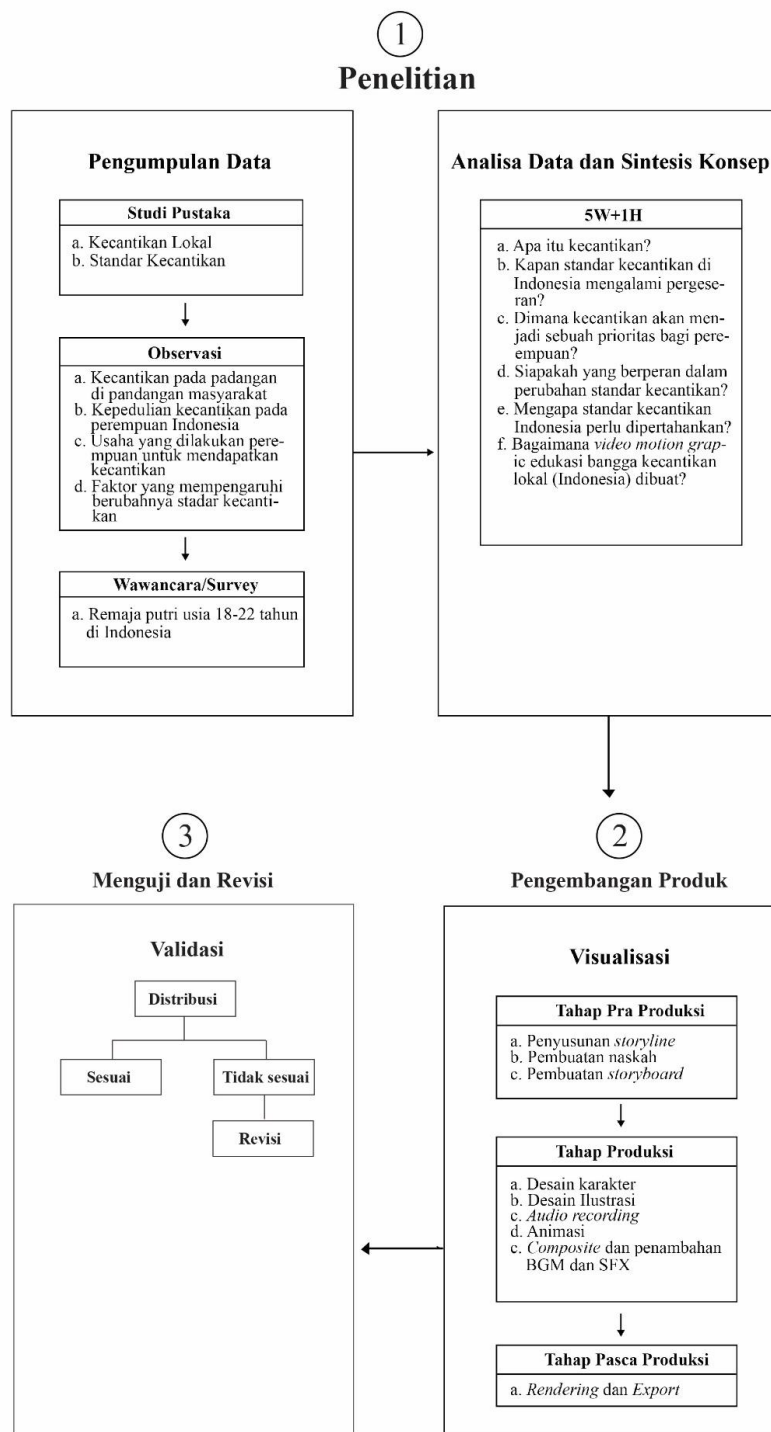 1
Penelitian
Pengumpulan Data
Studi Pustaka
a. Kecantikan Lokal
b. Standar Kecantikan
Observasi
a. Kecantikan pada padangan
di pandangan masyarakat
b. Kepedulian kecantikan pada
perempuan Indonesia
c. Usaha yang dilakukan pere-
mpuan untuk mendapatkan
kecantikan
d. Faktor yang mempengaruhi
berubahnya stadar kecanti-
kan
Wawancara/Survey
a. Remaja putri usia 18-22 tahun
di Indonesia
Analisa Data dan Sintesis Konsep
5W+1H
a. Apa itu kecantikan?
b. Kapan standar kecantikan di
Indonesia mengalami pergese-
ran?
c. Dimana kecantikan akan men-
jadi sebuah prioritas bagi pere-
empuan?
d. Siapakah yang berperan dalam
perubahan standar kecantikan?
e. Mengapa standar kecantikan
Indonesia perlu dipertahankan?
f. Bagaimana video motion grap-
ic edukasi bangga kecantikan
lokal (Indonesia) dibuat?
2
Pengembangan Produk
Visualisasi
Tahap Pra Produksi
a. Penyusunan storyline
b. Pembuatan naskah
c. Pembuatan storyboard
Tahap Produksi
a. Desain karakter
b. Desain Ilustrasi
c. Audio recording
d. Animasi
c. Composite dan penambahan
BGM dan SFX
Tahap Pasca Produksi
a. Rendering dan Export
3
Menguji dan Revisi
Validasi
Distribusi
Sesuai
Tidak sesuai
Revisi